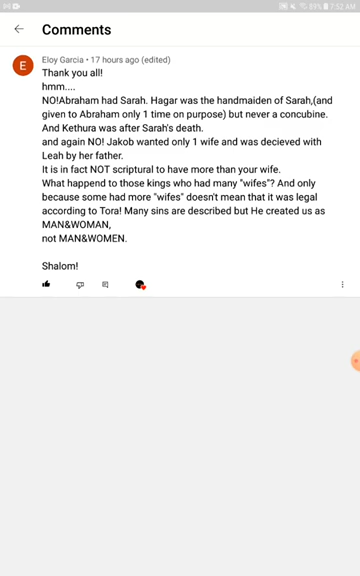 89% 7:52 AM
Comments
E
Eloy Garcia • 17 hours ago (edited)
Thank you all!
hmm....
NO!Abraham had Sarah. Hagar was the handmaiden of Sarah,(and
given to Abraham only 1 time on purpose) but never a concubine.
And Kethura was after Sarah's death.
and again NO! Jakob wanted only 1 wife and was decieved with
Leah by her father.
It is in fact NOT scriptural to have more than your wife.
What happend to those kings who had many "wifes"? And only
because some had more "wifes" doesn't mean that it was legal
according to Tora! Many sins are described but He created us as
MAN&WOMAN,
not MAN&WOMEN.
Shalom!